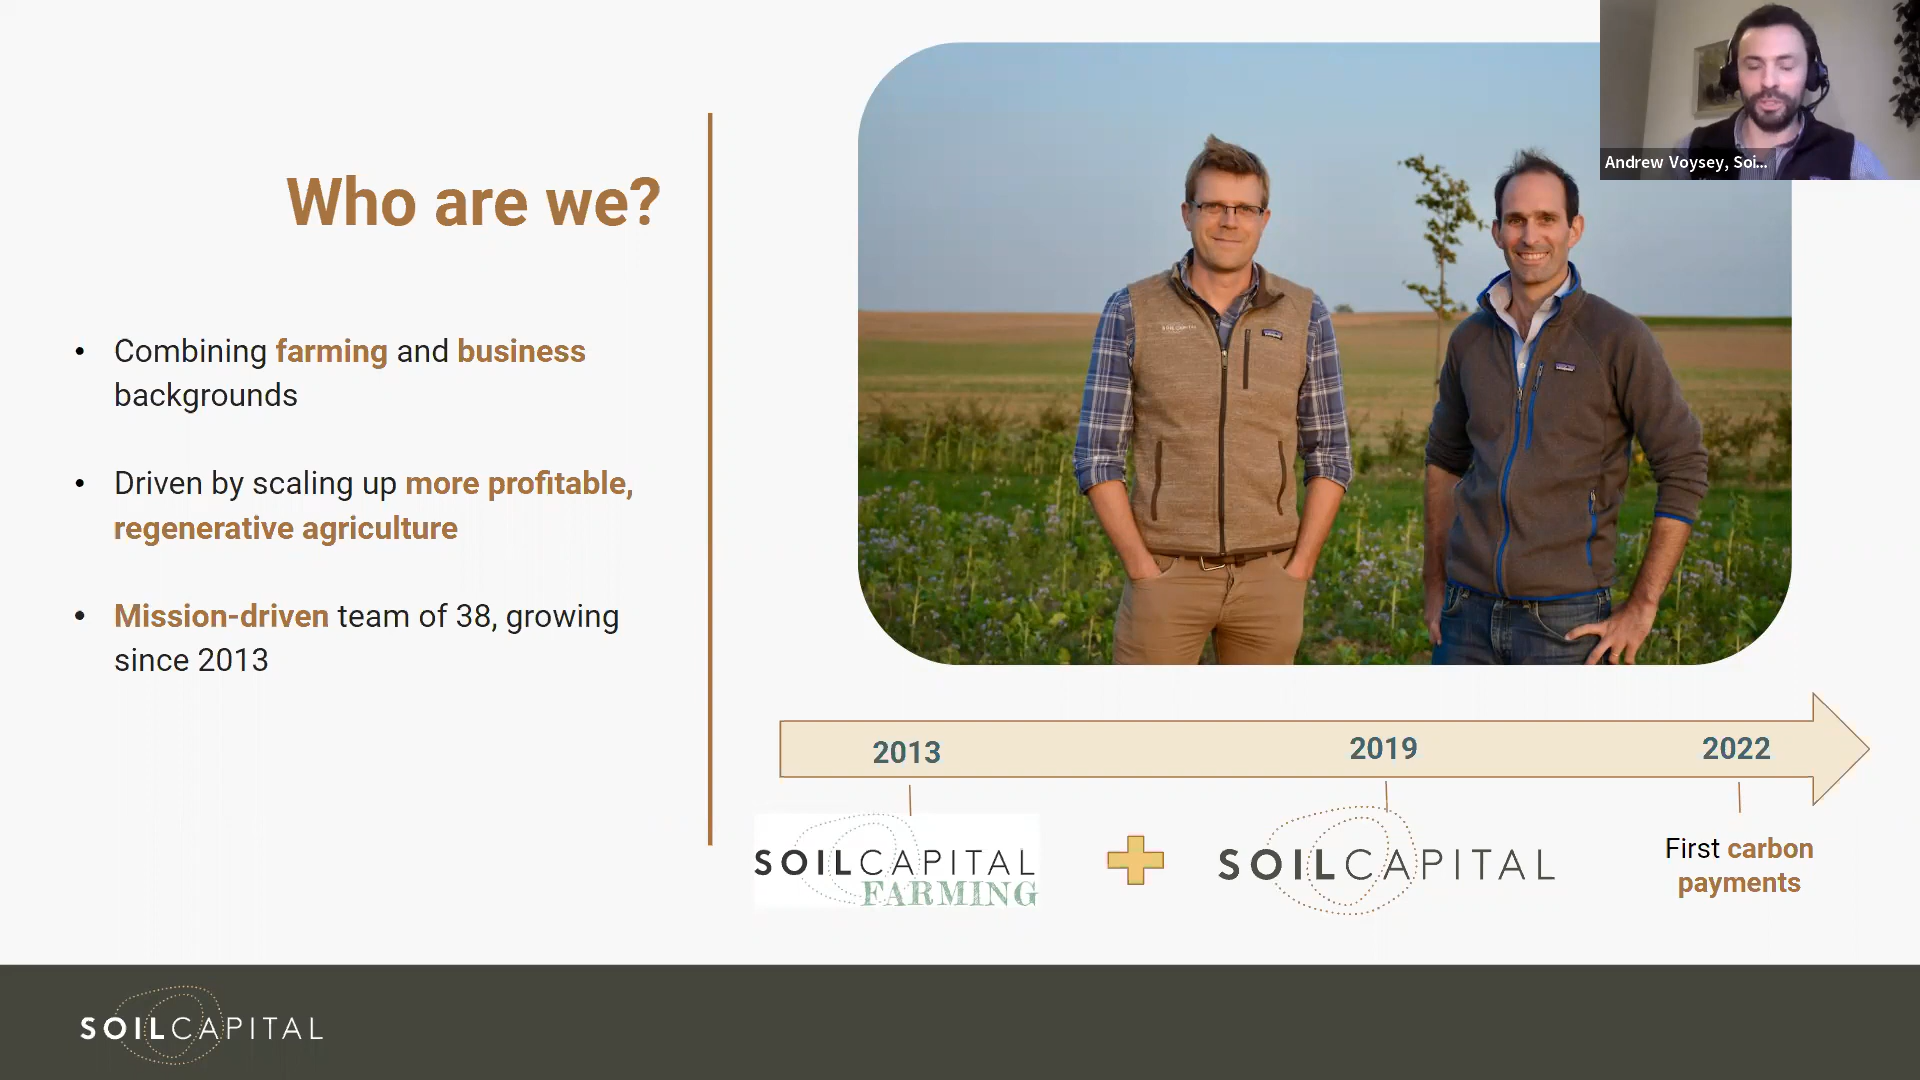 Andrew Voysey, Soi...
Who are we?
• Combining farming and business
backgrounds
• Driven by scaling up more profitable,
regenerative agriculture
• Mission-driven team of 38, growing
since 2013
2013
2019
2022
SOILCAPITAL
FARMING
SOILCAPITAL
First carbon
payments
SOILCAPITAL